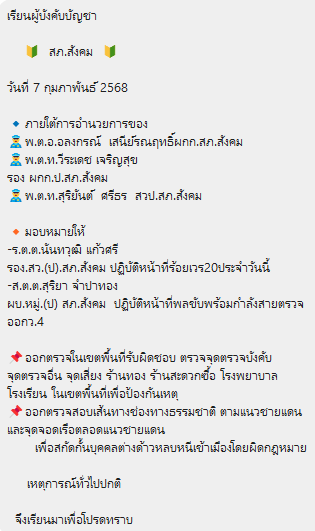 เรียนผู้บังคับบัญชา
🔰 สภ.สังคม 🔰
วันที่ 7 กุมภาพันธ์ 2568
🔹ภายใต้การอำนวยการของ
👮พ.ต.อ.อลงกรณ์ เสนีย์รณฤทธิ์ผกก.สภ.สังคม
👮พ.ต.ท.วีระเดช เจริญสุข
รอง ผกก.ป.สภ.สังคม
👮พ.ต.ท.สุริยันต์ ศรีธร สวป.สภ.สังคม
🔸มอบหมายให้
-ร.ต.ต.นันทวุฒิ แก้วศรี
รอง.สว.(ป).สภ.สังคม ปฏิบัติหน้าที่ร้อยเวร20ประจำวันนี้
-ส.ต.ต.สุริยา จำปาทอง
ผบ.หมู่.(ป) สภ.สังคม ปฏิบัติหน้าที่พลขับพร้อมกำลังสายตรวจ
ออกว.4
📌ออกตรวจในเขตพื้นที่รับผิดชอบ ตรวจจุดตรวจบังคับ
จุดตรวจอื่น จุดเสี่ยง ร้านทอง ร้านสะดวกซื้อ โรงพยาบาล
โรงเรียน ในเขตพื้นที่เพื่อป้องกันเหตุ
📌ออกตรวจสอบเส้นทางช่องทางธรรมชาติ ตามแนวชายแดน
และจุดจอดเรือตลอดแนวชายแดน
เพื่อสกัดกั้นบุคคลต่างด้าวหลบหนีเข้าเมืองโดยผิดกฎหมาย
เหตุการณ์ทั่วไปปกติ
จึงเรียนมาเพื่อโปรดทราบ